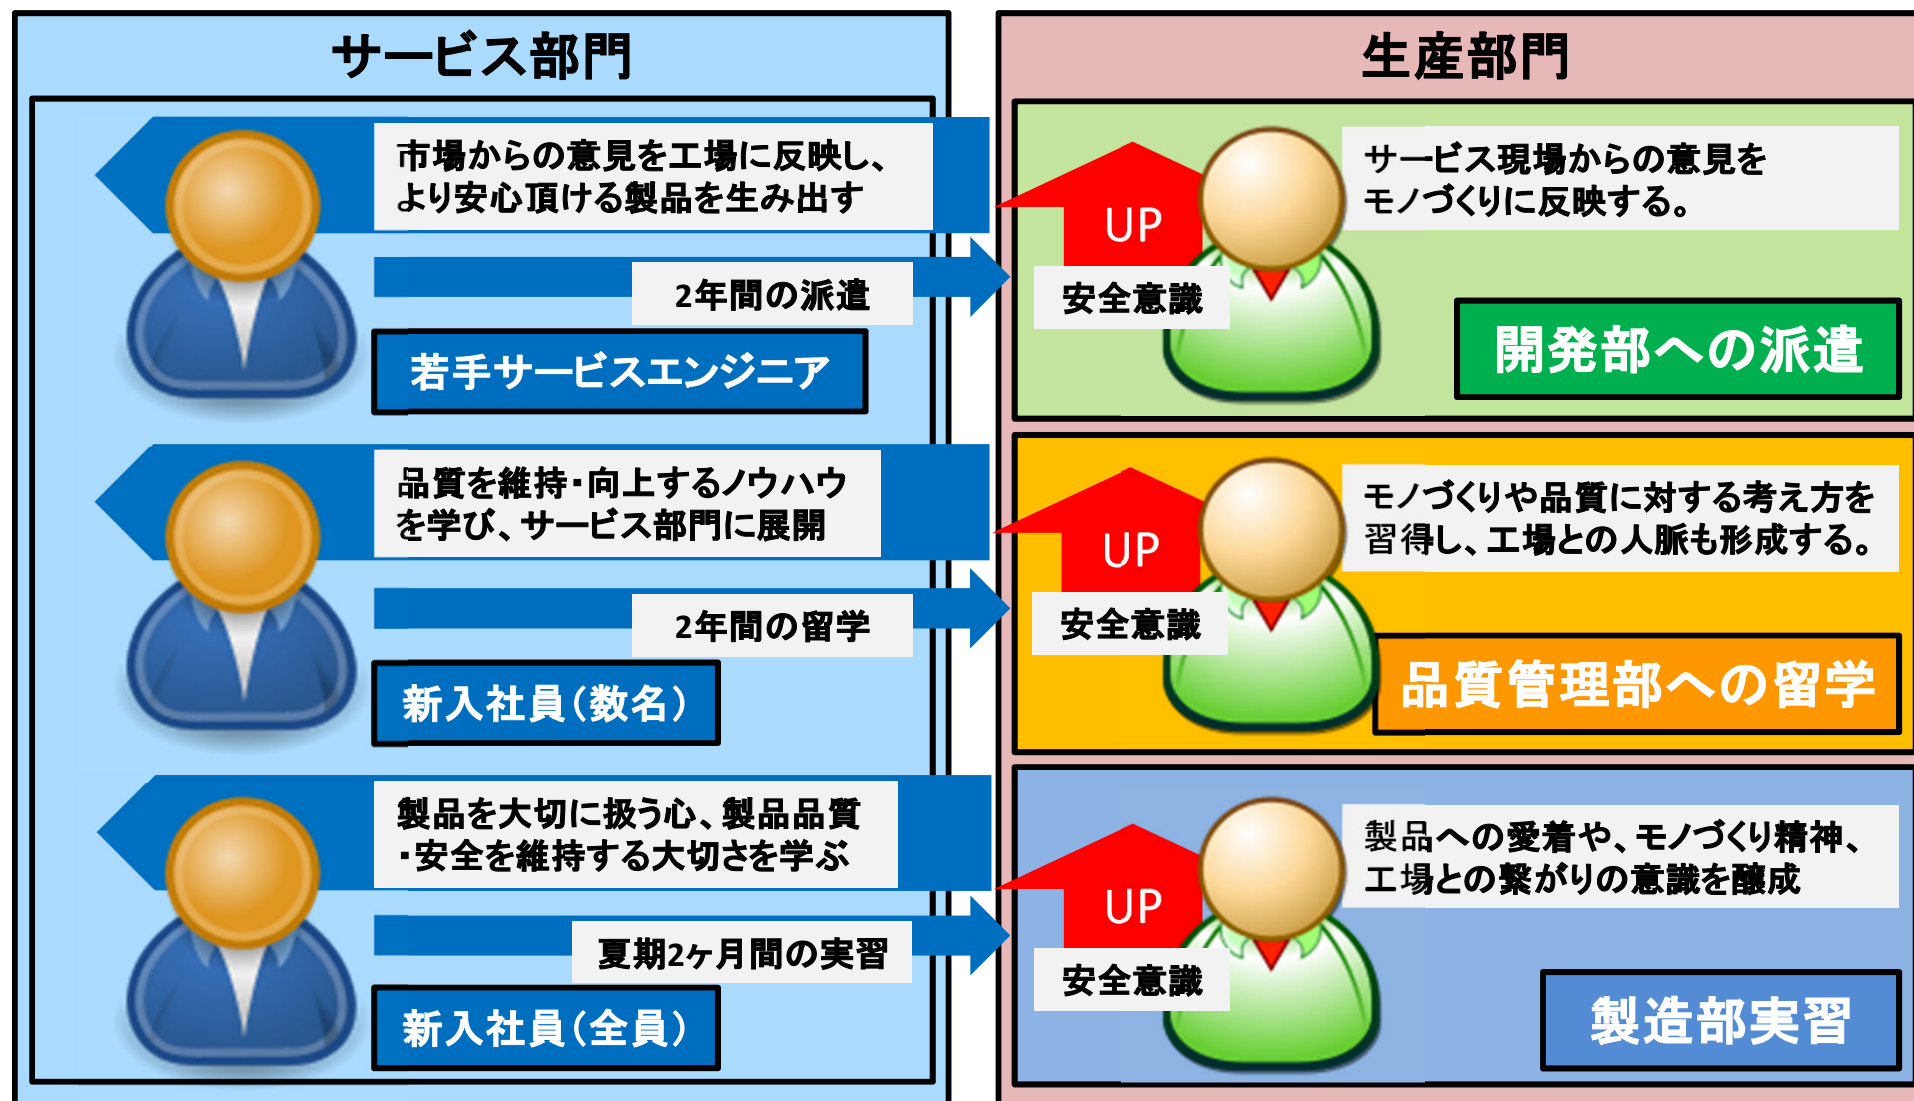 サービス部門
市場からの意見を工場に反映し、
より安心頂ける製品を生み出す
2年間の派遣
若手サービスエンジニア
品質を維持・向上するノウハウ
を学び、サービス部門に展開
2年間の留学
新入社員（数名）
製品を大切に扱う心、製品品質
・安全を維持する大切さを学ぶ
夏期2ヶ月間の実習
新入社員（全員）
生産部門
UP
安全意識
サービス現場からの意見を
モノづくりに反映する。
開発部への派遣
UP
安全意識
モノづくりや品質に対する考え方を
習得し、工場との人脈も形成する。
品質管理部への留学
UP
安全意識
製品への愛着や、モノづくり精神、
工場との繋がりの意識を醸成
製造部実習